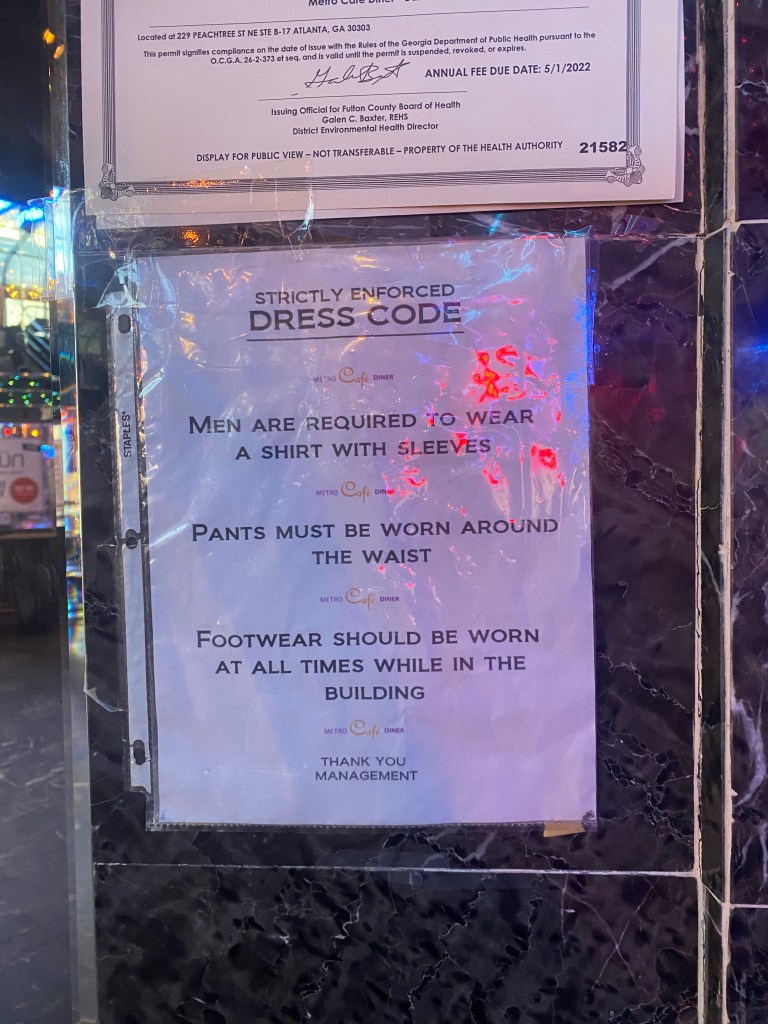 Metro Cafe Diner
Located at 229 PEACHTREE ST NE STE B-17 ATLANTA, GA 30303
This permit signifies compliance on the date of issue with the Rules of the Georgia Department of Public Health pursuant to the
O.C.G.A. 26-2-373 et seq. and is valid until the permit is suspended, revoked, or expires.
ANNUAL FEE DUE DATE: 5/1/2022
Issuing Official for Fulton County Board of Health
Galen C. Baxter, REHS
District Environmental Health Director
DISPLAY FOR PUBLIC VIEW – NOT TRANSFERABLE – PROPERTY OF THE HEALTH AUTHORITY 21582
STAPLES
STRICTLY ENFORCED
DRESS CODE
METRO Café DINER
MEN ARE REQUIRED TO WEAR
A SHIRT WITH SLEEVES
METRO Café DINER
PANTS MUST BE WORN AROUND
THE WAIST
METRO Café DINER
FOOTWEAR SHOULD BE WORN
AT ALL TIMES WHILE IN THE
BUILDING
METRO Café DINER
THANK YOU
MANAGEMENT